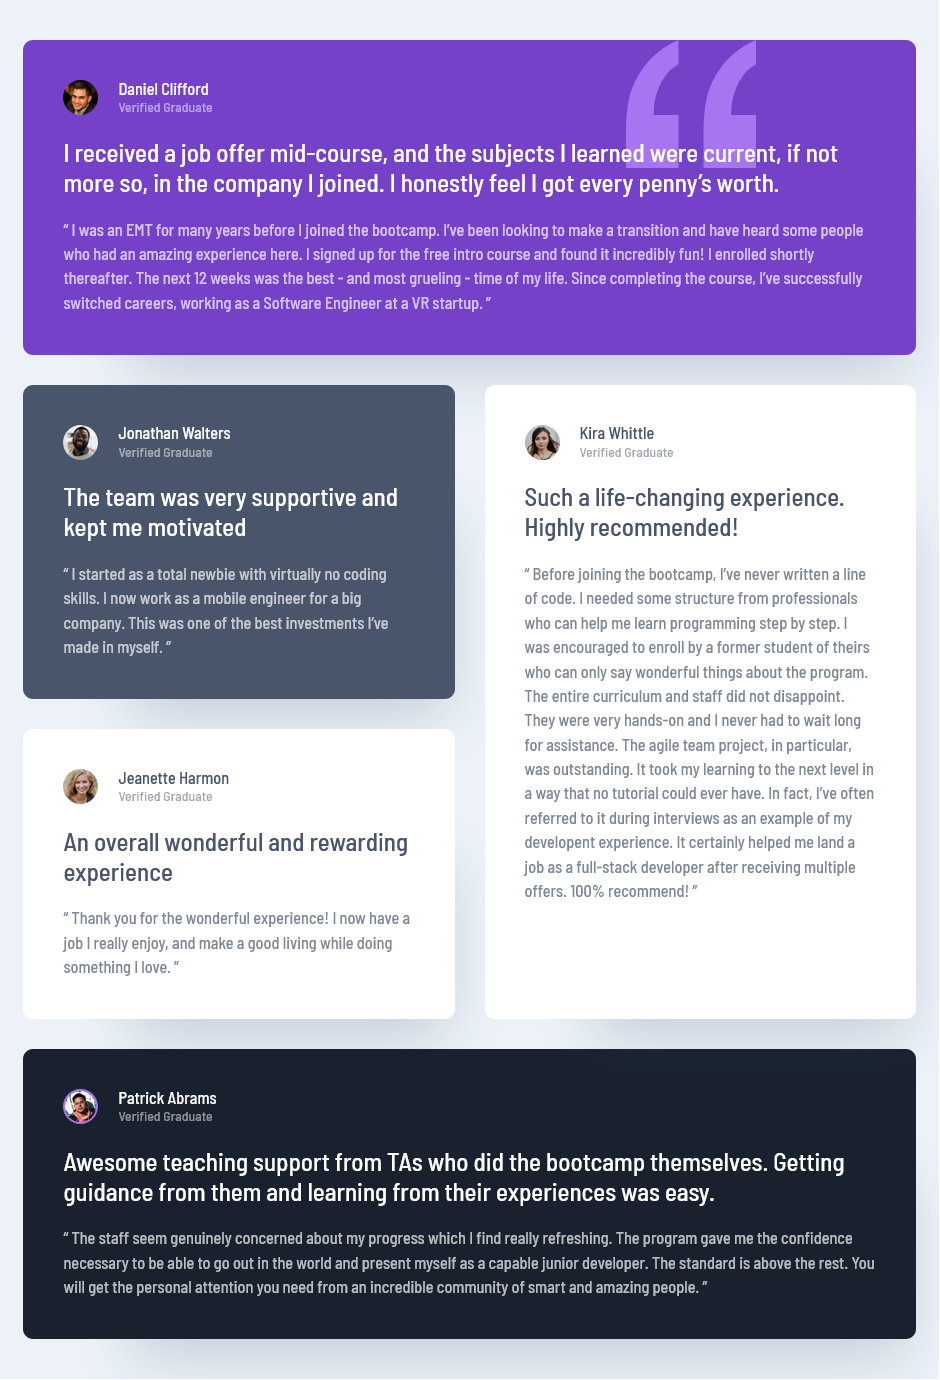 Daniel Clifford
Verified Graduate
I received a job offer mid-course, and the subjects I learned were current, if not
more so, in the company I joined. I honestly feel I got every penny’s worth.
“ I was an EMT for many years before I joined the bootcamp. I’ve been looking to make a transition and have heard some people
who had an amazing experience here. I signed up for the free intro course and found it incredibly fun! I enrolled shortly
thereafter. The next 12 weeks was the best - and most grueling - time of my life. Since completing the course, I’ve successfully
switched careers, working as a Software Engineer at a VR startup. ”
Jonathan Walters
Verified Graduate
The team was very supportive and
kept me motivated
“ I started as a total newbie with virtually no coding
skills. I now work as a mobile engineer for a big
company. This was one of the best investments I’ve
made in myself. ”
Kira Whittle
Verified Graduate
Such a life-changing experience.
Highly recommended!
“ Before joining the bootcamp, I’ve never written a line
of code. I needed some structure from professionals
who can help me learn programming step by step. I
was encouraged to enroll by a former student of theirs
who can only say wonderful things about the program.
The entire curriculum and staff did not disappoint.
They were very hands-on and I never had to wait long
for assistance. The agile team project, in particular,
was outstanding. It took my learning to the next level in
a way that no tutorial could ever have. In fact, I’ve often
referred to it during interviews as an example of my
developent experience. It certainly helped me land a
job as a full-stack developer after receiving multiple
offers. 100% recommend! ”
Jeanette Harmon
Verified Graduate
An overall wonderful and rewarding
experience
“ Thank you for the wonderful experience! I now have a
job I really enjoy, and make a good living while doing
something I love. ”
Patrick Abrams
Verified Graduate
Awesome teaching support from TAs who did the bootcamp themselves. Getting
guidance from them and learning from their experiences was easy.
“ The staff seem genuinely concerned about my progress which I find really refreshing. The program gave me the confidence
necessary to be able to go out in the world and present myself as a capable junior developer. The standard is above the rest. You
will get the personal attention you need from an incredible community of smart and amazing people. ”